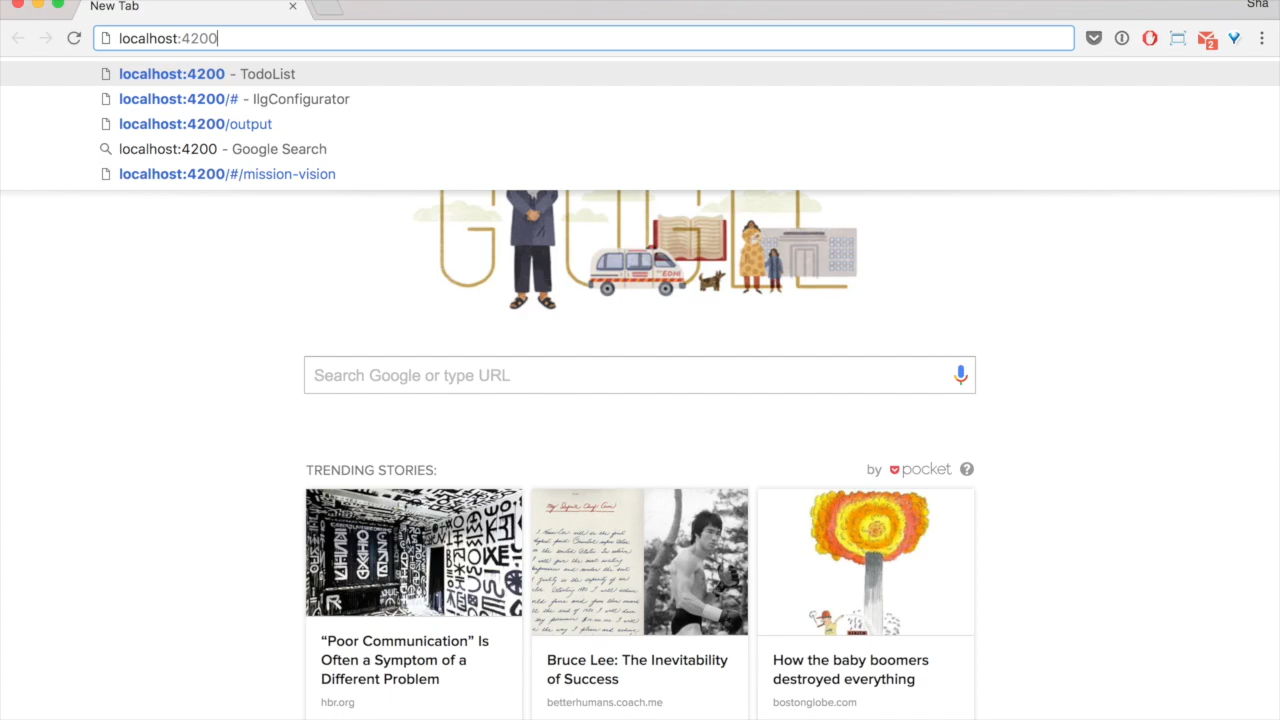 New Tab
Sha
localhost:4200
2
localhost:4200 - TodoList
localhost:4200/# - IlgConfigurator
localhost:4200/output
localhost:4200 - Google Search
localhost:4200/#/mission-vision
EDHI
Search Google or type URL
TRENDING STORIES:
by pocket ?
“Poor Communication” Is
Often a Symptom of a
Different Problem
hbr.org
Bruce Lee: The Inevitability
of Success
betterhumans.coach.me
How the baby boomers
destroyed everything
bostonglobe.com